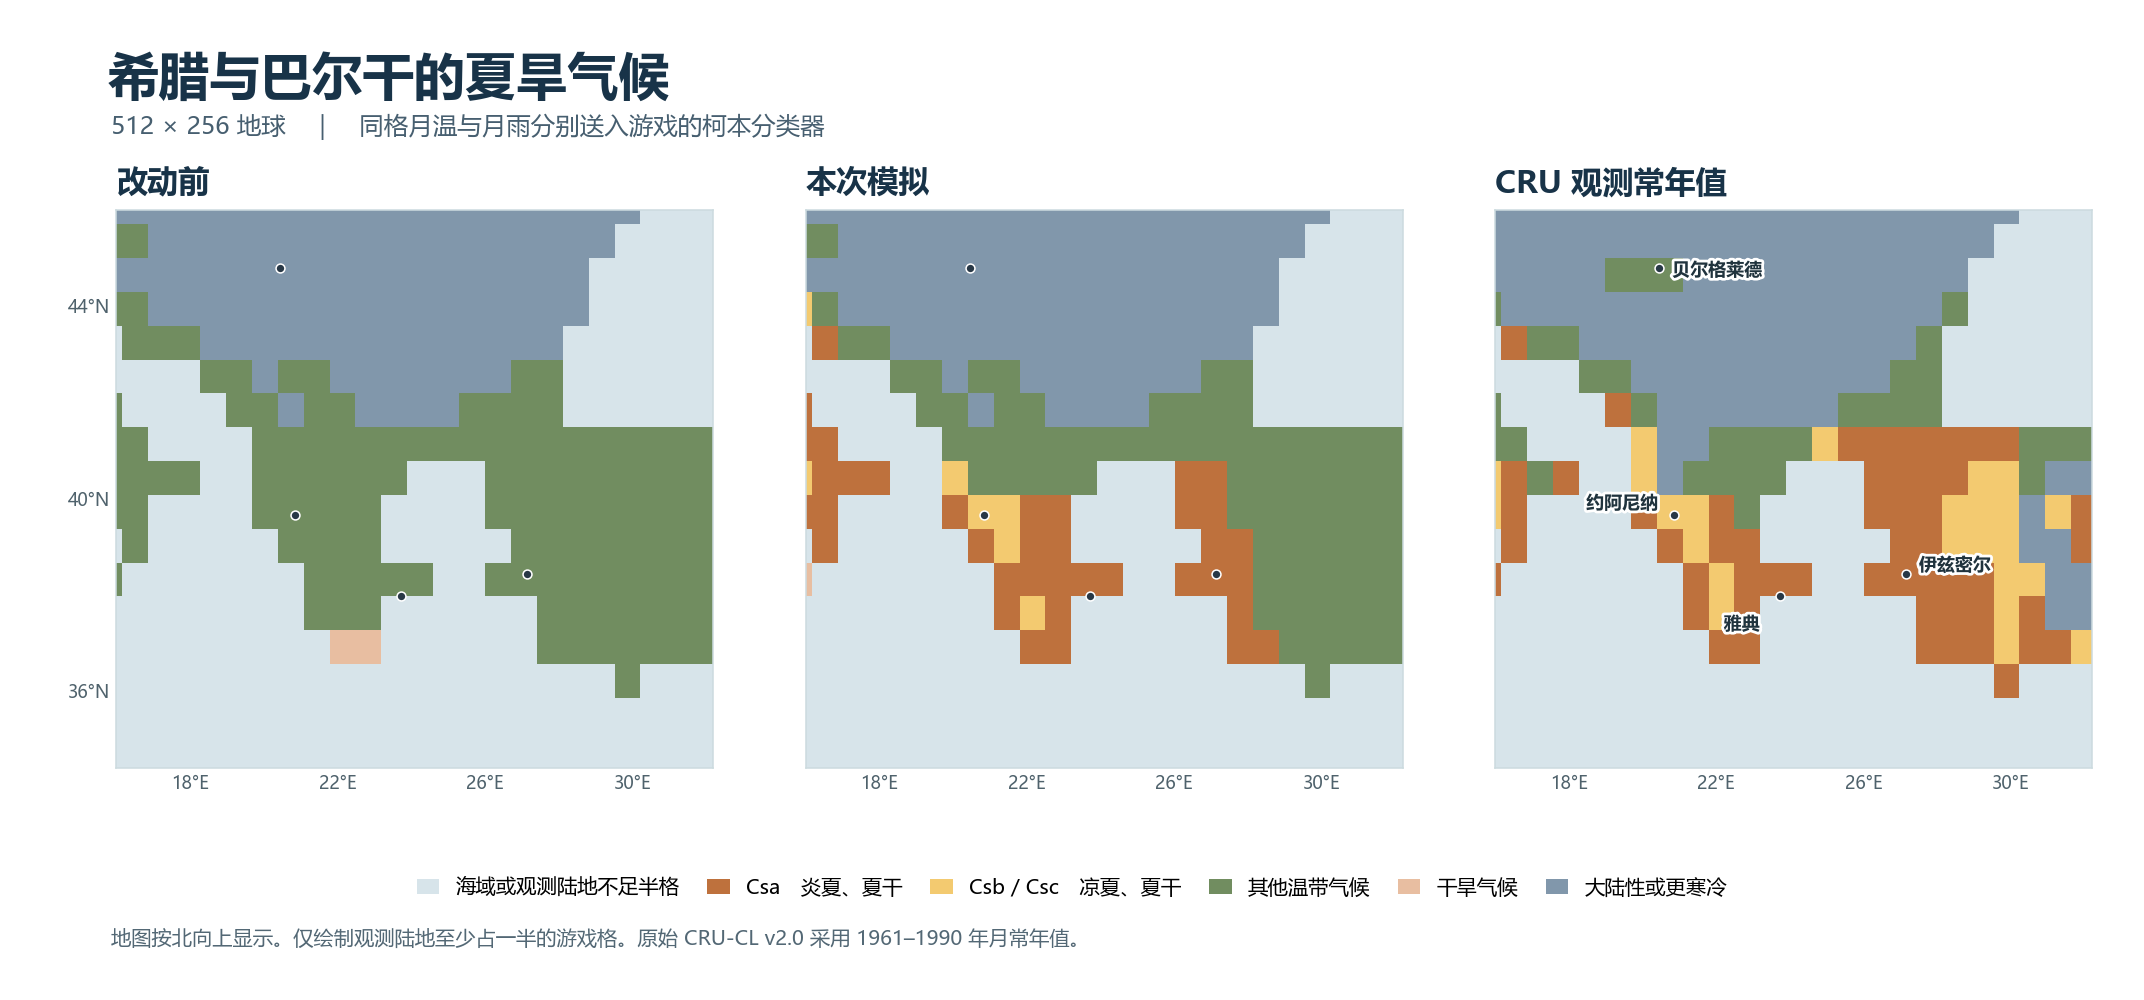 希腊与巴尔干的夏旱气候
512 × 256 地球 | 同格月温与月雨分别送入游戏的柯本分类器
改动前 本次模拟 CRU 观测常年值
贝尔格莱德
44°N
40°N
约阿尼纳
伊兹密尔
雅典
36°N
18°E 22°E 26°E 30°E 18°E 22°E 26°E 30°E 18°E 22°E 26°E 30°E
海域或观测陆地不足半格 Csa 炎夏、夏干 Csb / Csc 凉夏、夏干 其他温带气候 干旱气候 大陆性或更寒冷
地图按北向上显示。仅绘制观测陆地至少占一半的游戏格。原始 CRU-CL v2.0 采用 1961–1990 年月常年值。